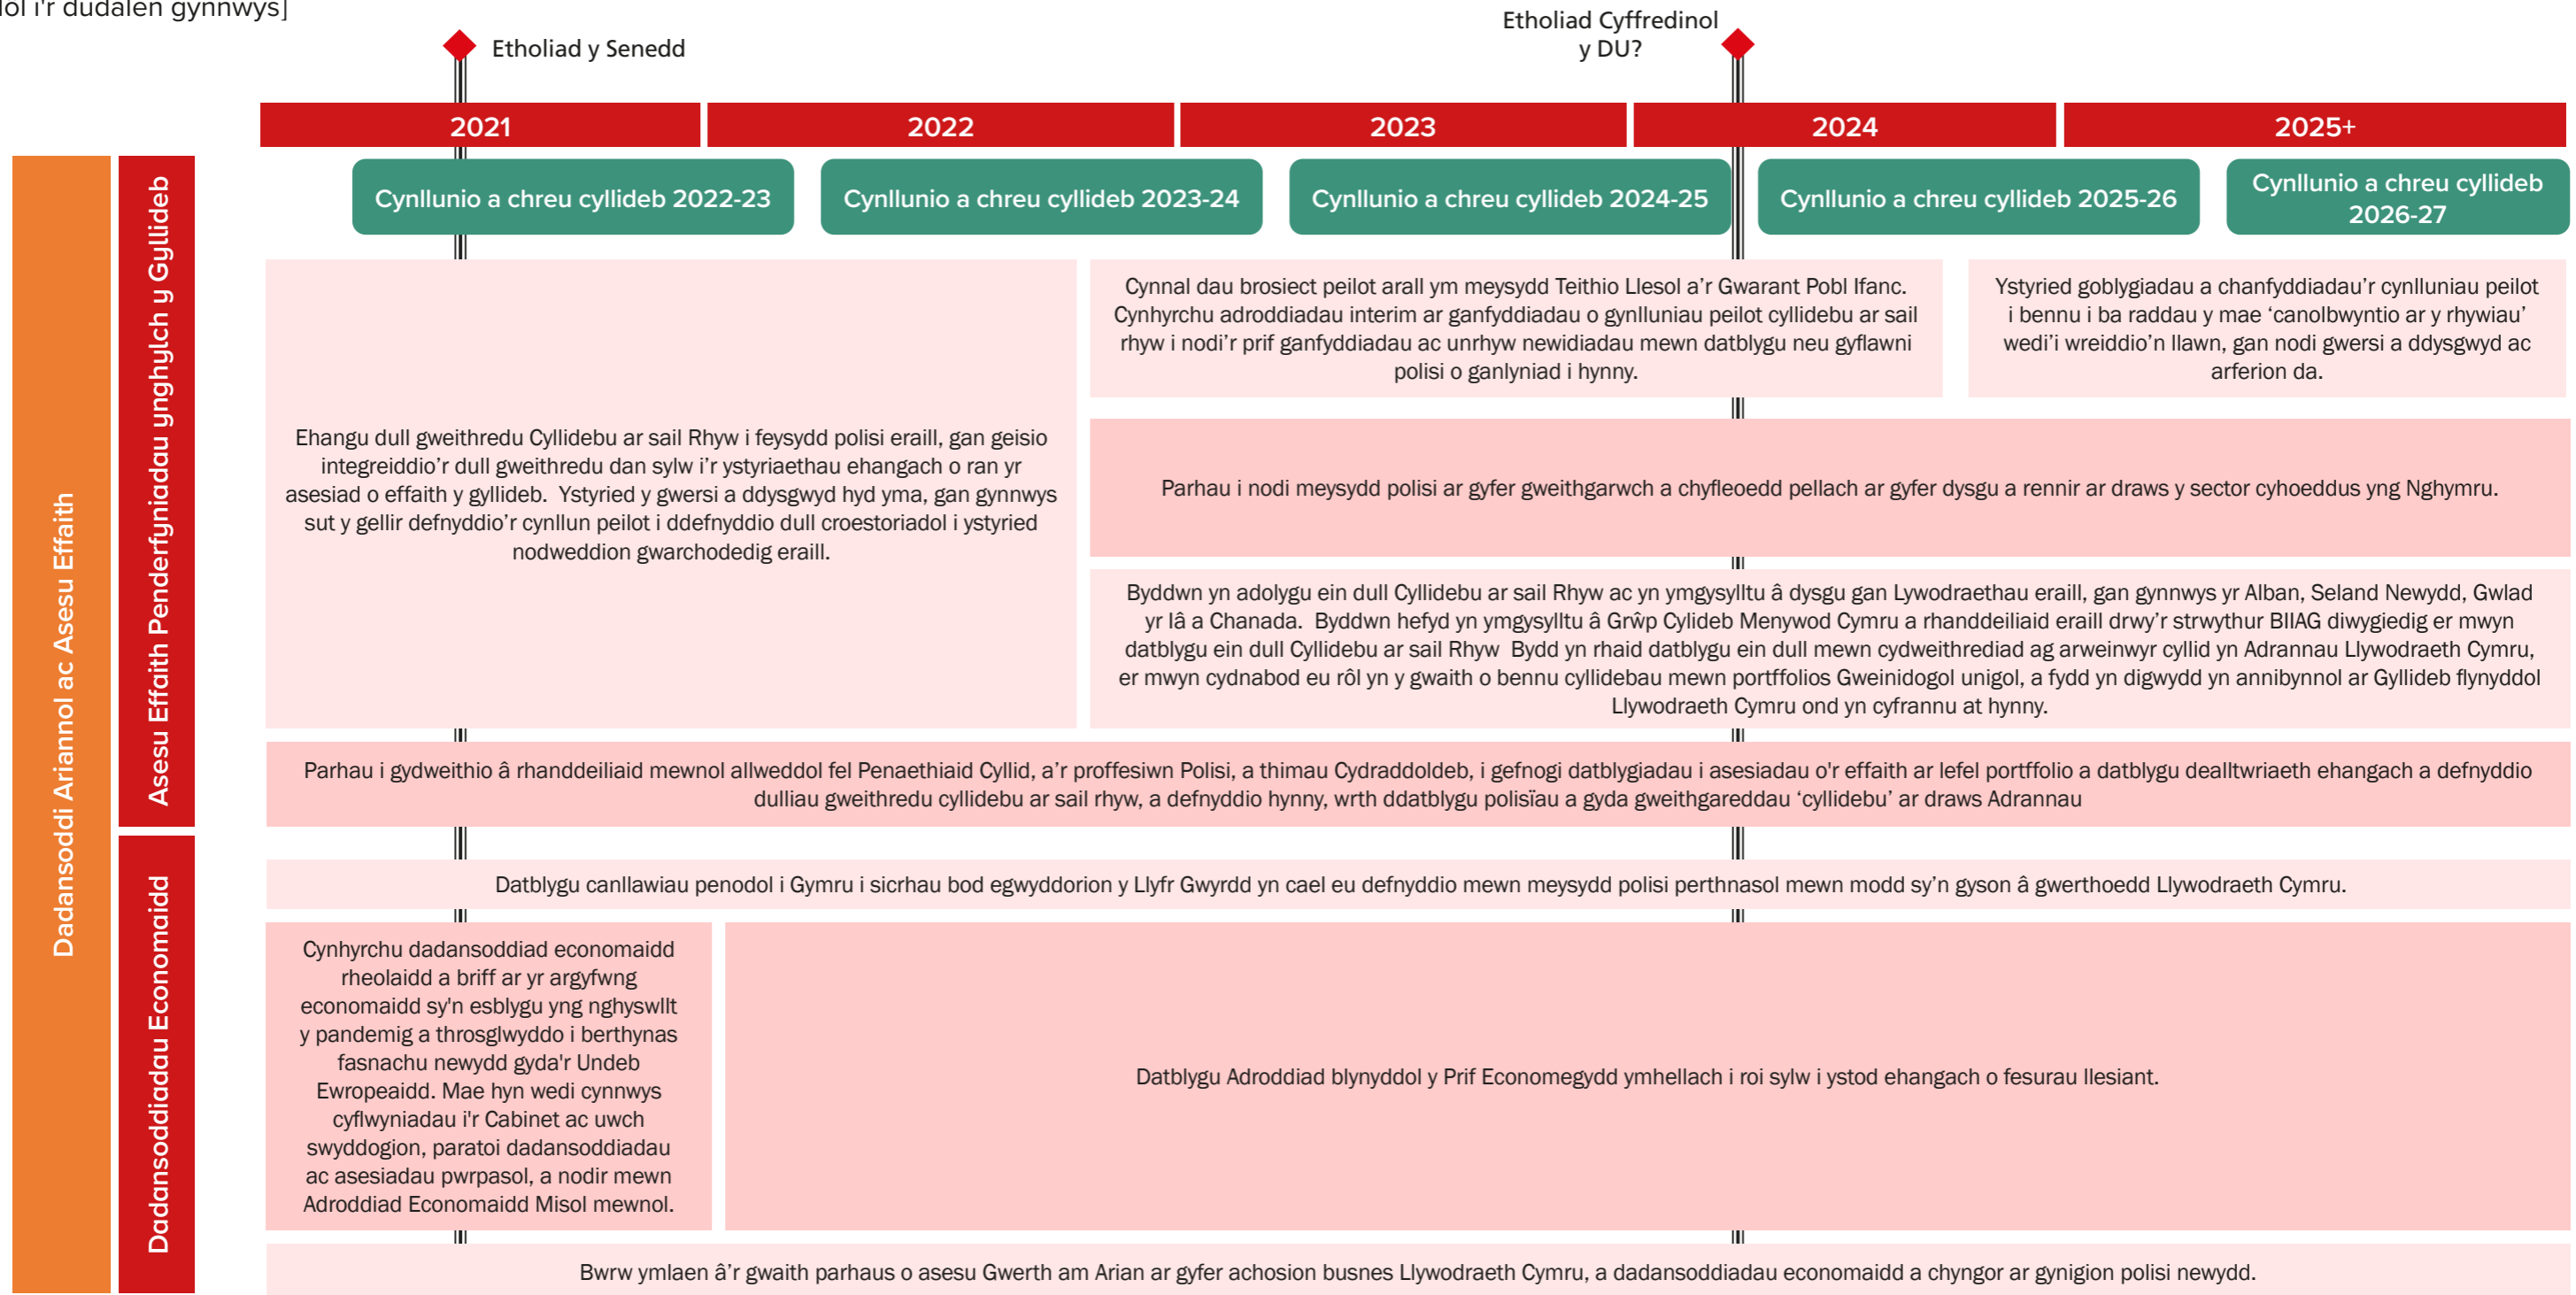 dol i'r dudalen gynnwys]
Etholiad y Senedd
Etholiad Cyffredinol
y DU?
2021
2022
2023
2024
2025+
Cynllunio a chreu cyllideb 2022-23
Cynllunio a chreu cyllideb 2023-24
Cynllunio a chreu cyllideb 2024-25
Cynllunio a chreu cyllideb 2025-26
Cynllunio a chreu cyllideb
2026-27
Dadansoddi Ariannol ac Asesu Effaith
Asesu Effaith Penderfyniadau ynghylch y Gyllideb
Ehangu dull gweithredu Cyllidebu ar sail Rhyw i feysydd polisi eraill, gan geisio
integreiddio’r dull gweithredu dan sylw i’r ystyriaethau ehangach o ran yr
asesiad o effaith y gyllideb.  Ystyried y gwersi a ddysgwyd hyd yma, gan gynnwys
sut y gellir defnyddio’r cynllun peilot i ddefnyddio dull croestoriadol i ystyried
nodweddion gwarchodedig eraill.
Cynnal dau brosiect peilot arall ym meysydd Teithio Llesol a’r Gwarant Pobl Ifanc.
Cynhyrchu adroddiadau interim ar ganfyddiadau o gynlluniau peilot cyllidebu ar sail
rhyw i nodi’r prif ganfyddiadau ac unrhyw newidiadau mewn datblygu neu gyflawni
polisi o ganlyniad i hynny.
Ystyried goblygiadau a chanfyddiadau’r cynlluniau peilot
i bennu i ba raddau y mae ‘canolbwyntio ar y rhywiau’
wedi’i wreiddio’n llawn, gan nodi gwersi a ddysgwyd ac
arferion da.
Parhau i nodi meysydd polisi ar gyfer gweithgarwch a chyfleoedd pellach ar gyfer dysgu a rennir ar draws y sector cyhoeddus yng Nghymru.
Byddwn yn adolygu ein dull Cyllidebu ar sail Rhyw ac yn ymgysylltu â dysgu gan Lywodraethau eraill, gan gynnwys yr Alban, Seland Newydd, Gwlad
yr Iâ a Chanada.  Byddwn hefyd yn ymgysylltu â Grŵp Cylideb Menywod Cymru a rhanddeiliaid eraill drwy’r strwythur BIIAG diwygiedig er mwyn
datblygu ein dull Cyllidebu ar sail Rhyw  Bydd yn rhaid datblygu ein dull mewn cydweithrediad ag arweinwyr cyllid yn Adrannau Llywodraeth Cymru,
er mwyn cydnabod eu rôl yn y gwaith o bennu cyllidebau mewn portffolios Gweinidogol unigol, a fydd yn digwydd yn annibynnol ar Gyllideb flynyddol
Llywodraeth Cymru ond yn cyfrannu at hynny.
Parhau i gydweithio â rhanddeiliaid mewnol allweddol fel Penaethiaid Cyllid, a’r proffesiwn Polisi, a thimau Cydraddoldeb, i gefnogi datblygiadau i asesiadau o'r effaith ar lefel portffolio a datblygu dealltwriaeth ehangach a defnyddio
dulliau gweithredu cyllidebu ar sail rhyw, a defnyddio hynny, wrth ddatblygu polisïau a gyda gweithgareddau ‘cyllidebu’ ar draws Adrannau
Dadansoddiadau Economaidd
Datblygu canllawiau penodol i Gymru i sicrhau bod egwyddorion y Llyfr Gwyrdd yn cael eu defnyddio mewn meysydd polisi perthnasol mewn modd sy’n gyson â gwerthoedd Llywodraeth Cymru.
Cynhyrchu dadansoddiad economaidd
rheolaidd a briff ar yr argyfwng
economaidd sy'n esblygu yng nghyswllt
y pandemig a throsglwyddo i berthynas
fasnachu newydd gyda'r Undeb
Ewropeaidd. Mae hyn wedi cynnwys
cyflwyniadau i'r Cabinet ac uwch
swyddogion, paratoi dadansoddiadau
ac asesiadau pwrpasol, a nodir mewn
Adroddiad Economaidd Misol mewnol.
Datblygu Adroddiad blynyddol y Prif Economegydd ymhellach i roi sylw i ystod ehangach o fesurau llesiant.
Bwrw ymlaen â’r gwaith parhaus o asesu Gwerth am Arian ar gyfer achosion busnes Llywodraeth Cymru, a dadansoddiadau economaidd a chyngor ar gynigion polisi newydd.